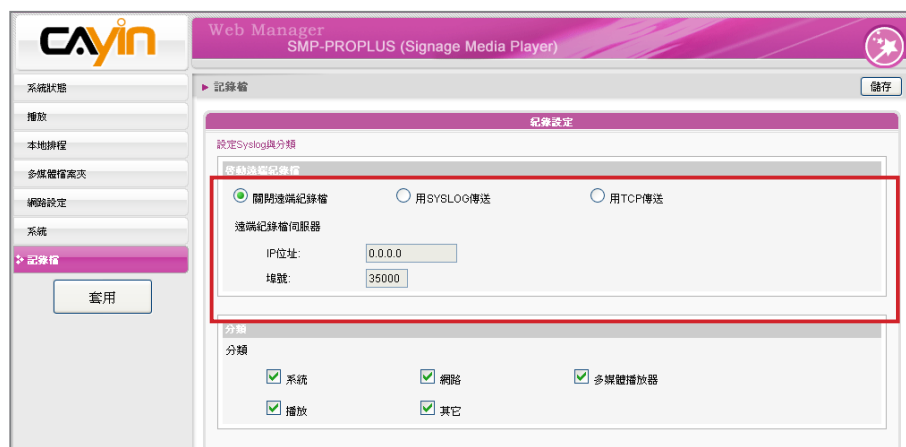 CAYIN
Web Manager
SMP-PROPLUS (Signage Media Player)
系統狀態
播放
本地排程
多媒體檔案夾
網路設定
系統
記錄檔
套用
記錄檔
儲存
紀錄設定
設定Syslog與分類
啓動遠端紀錄檔
關閉遠端紀錄檔 用SYSLOG傳送 用TCP傳送
遠端紀錄檔伺服器
IP位址: 0.0.0.0
埠號: 35000
分類
分類
系統 網路 多媒體播放器
播放 其它